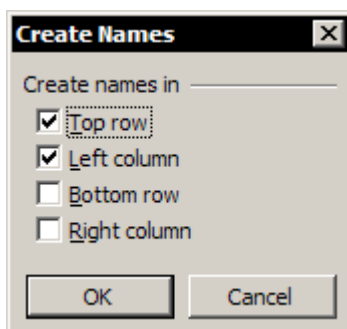 Create Names
Create names in
Top row
Left column
Bottom row
Right column
OK Cancel